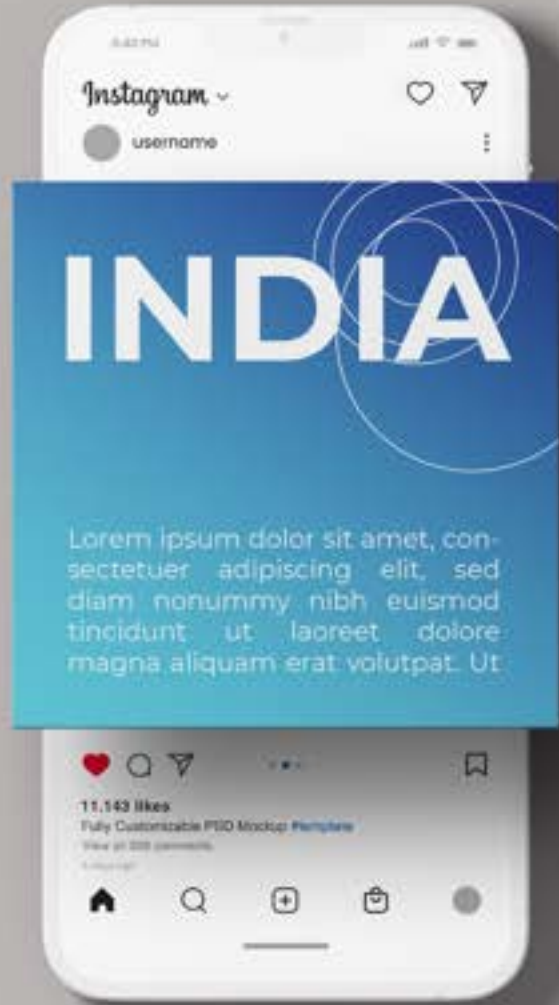 Instagram
username
INDIA
Lorem ipsum dolor sit amet, con-
sectetuer adipiscing elit, sed
diam nonummy nibh euismod
tincidunt ut laoreet dolore
magna aliquam erat volutpat. Ut
11.143 likes
Fully Customizable PSD Mockup #template